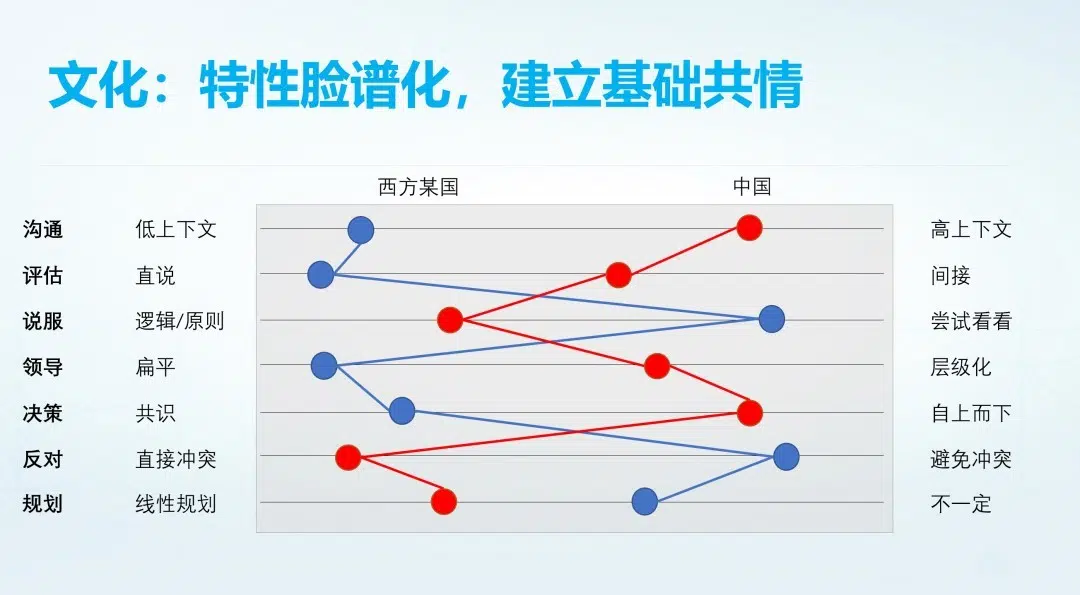 文化：特性脸谱化，建立基础共情
西方某国 中国
沟通 低上下文 高上下文
评估 直说 间接
说服 逻辑/原则 尝试看看
领导 扁平 层级化
决策 共识 自上而下
反对 直接冲突 避免冲突
规划 线性规划 不一定